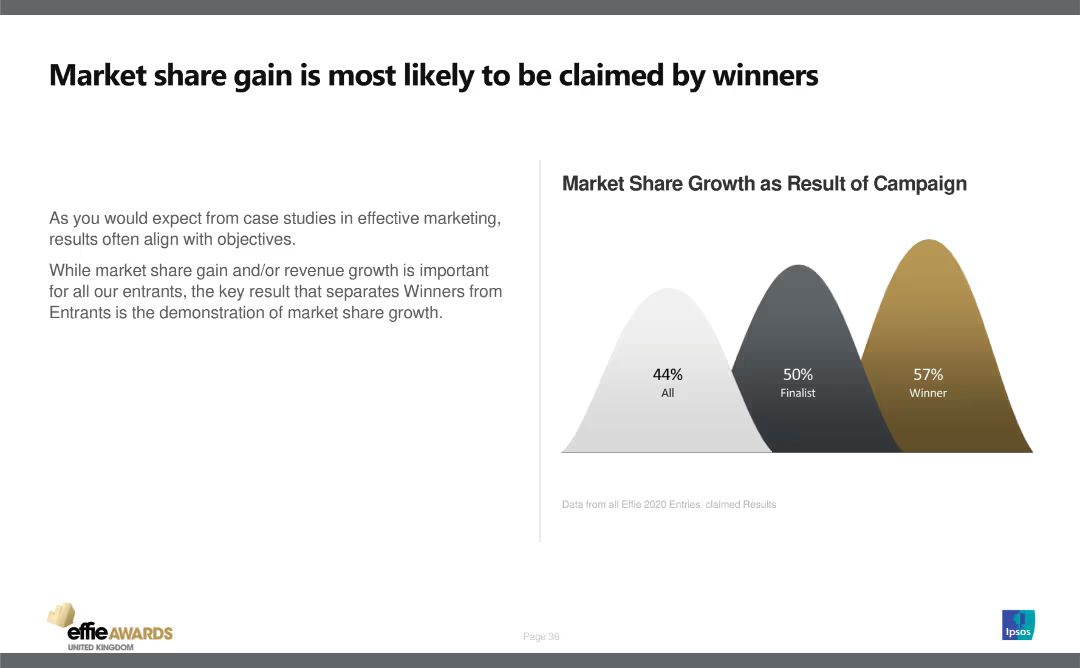 Market share gain is most likely to be claimed by winners
As you would expect from case studies in effective marketing,
results often align with objectives.
While market share gain and/or revenue growth is important
for all our entrants, the key result that separates Winners from
Entrants is the demonstration of market share growth.
Market Share Growth as Result of Campaign
44%
All
50%
Finalist
57%
Winner
Data from all Effie 2020 Entries: claimed Results
effie AWARDS
UNITED KINGDOM
Page 36
Ipsos